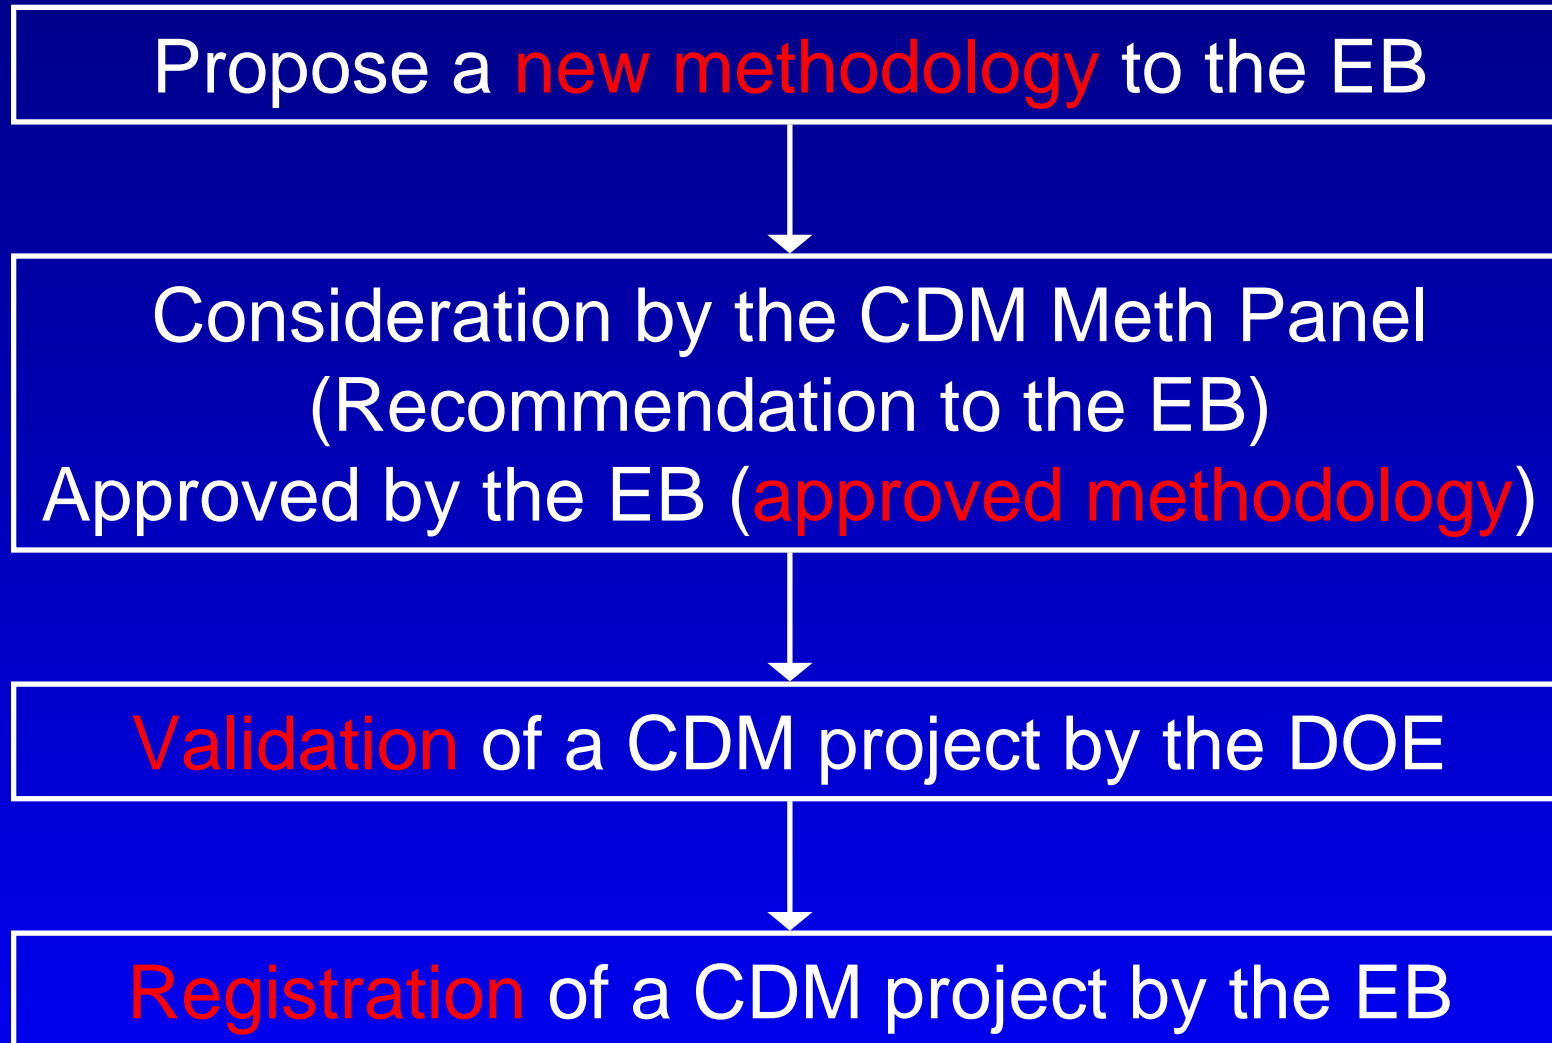 Propose a new methodology to the EB
Consideration by the CDM Meth Panel
(Recommendation to the EB)
Approved by the EB (approved methodology)
Validation of a CDM project by the DOE
Registration of a CDM project by the EB